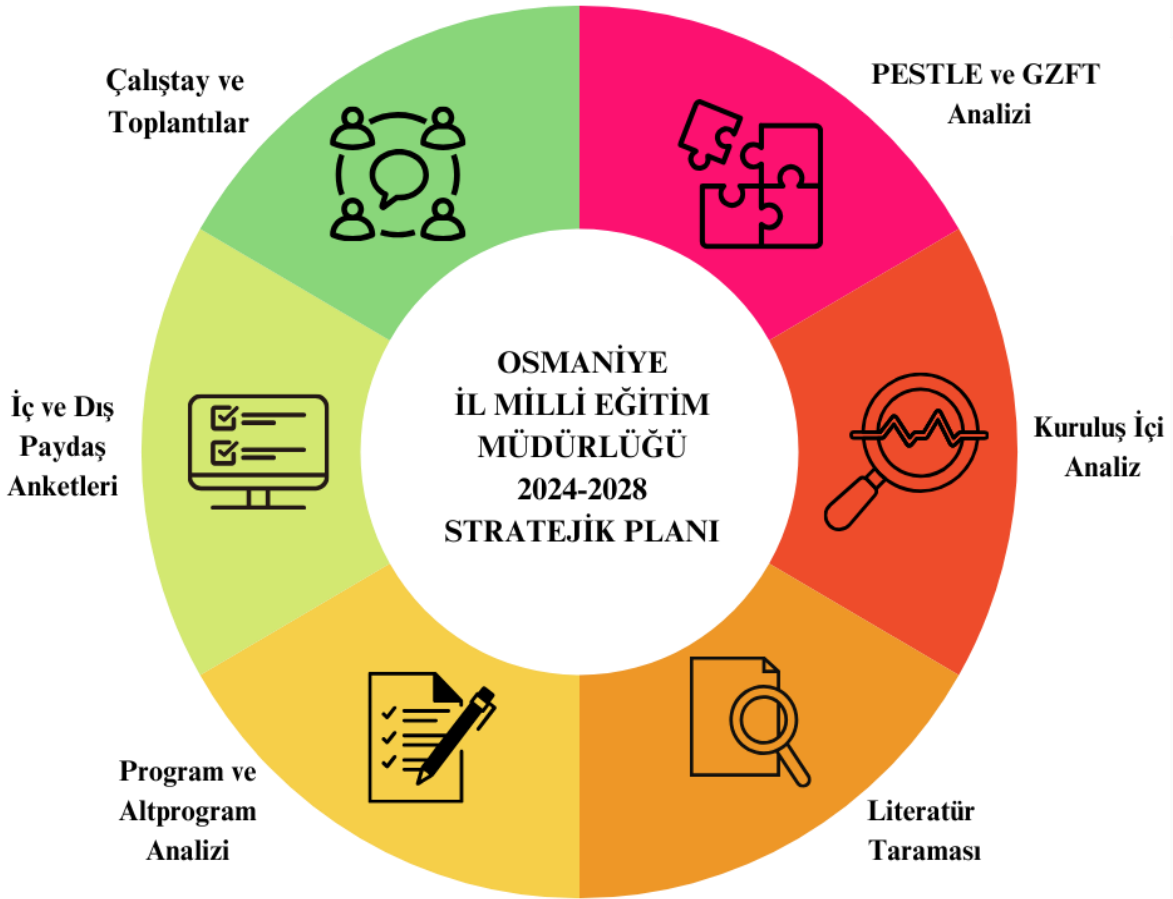 Çalıştay ve
Toplantılar
PESTLE ve GZFT
Analizi
İç ve Dış
Paydaş
Anketleri
OSMANİYE
İL MİLLİ EĞİTİM
MÜDÜRLÜĞÜ
2024-2028
STRATEJİK PLANI
Kuruluş İçi
Analiz
Program ve
Altprogram
Analizi
Literatür
Taraması